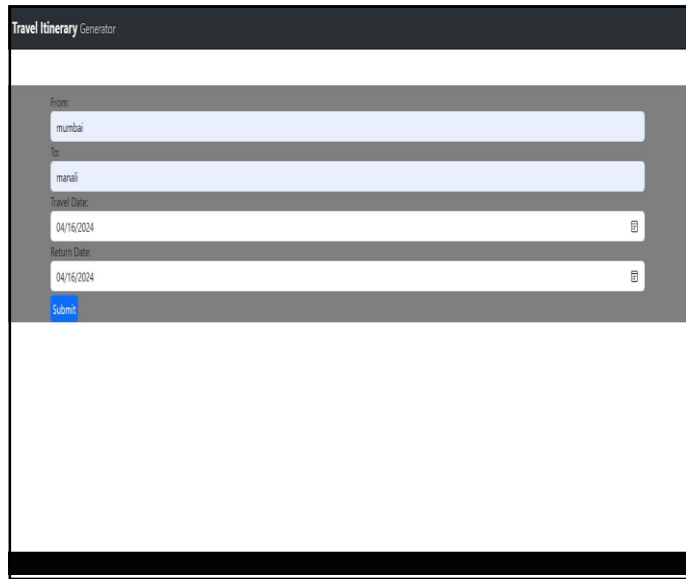 Travel Itinerary Generator
From:
mumbai
To:
manali
Travel Date:
04/16/2024
Return Date:
04/16/2024
Submit